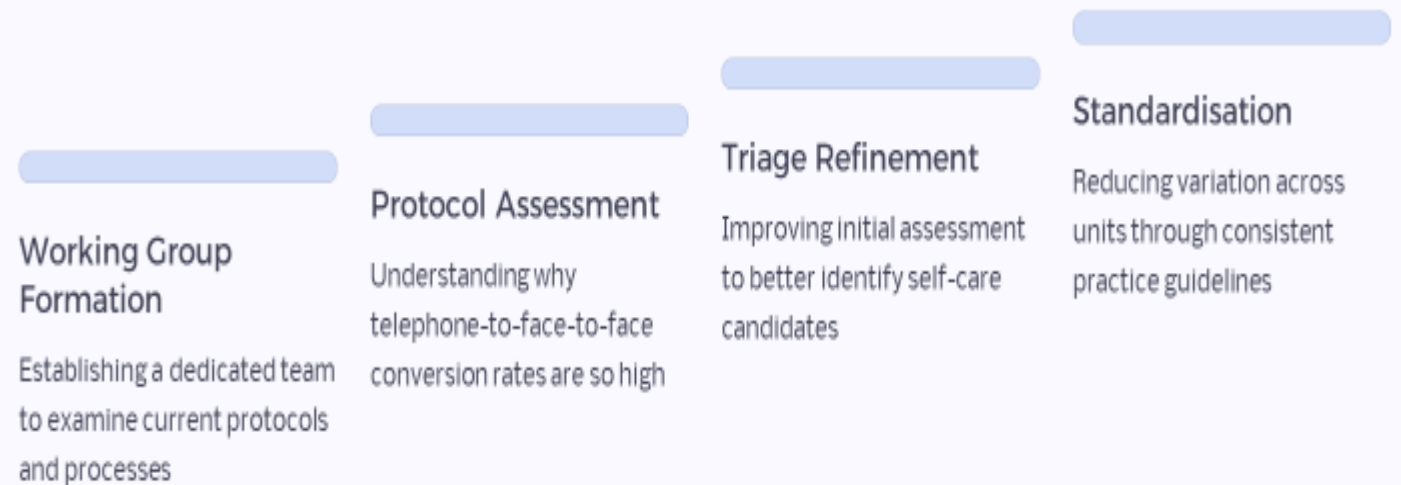 Working Group
Formation
Establishing a dedicated team
to examine current protocols
and processes
Protocol Assessment
Understanding why
telephone-to-face-to-face
conversion rates are so high
Triage Refinement
Improving initial assessment
to better identify self-care
candidates
Standardisation
Reducing variation across
units through consistent
practice guidelines